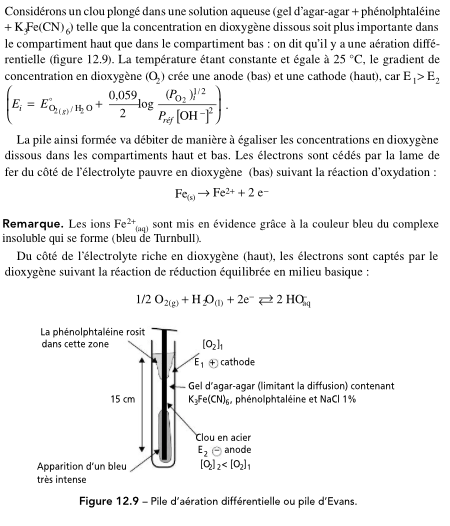 Considérons un clou plongé dans une solution aqueuse (gel d'agar-agar + phénolphtaléine
+ K₃Fe(CN)₆) telle que la concentration en dioxygène dissous soit plus importante dans
le compartiment haut que dans le compartiment bas : on dit qu'il y a une aération diffé-
rentielle (figure 12.9). La température étant constante et égale à 25 °C, le gradient de
concentration en dioxygène (O₂) crée une anode (bas) et une cathode (haut), car E₁> E₂
(Eᵢ = E°O₂(g)/H₂O + 0,059/2 log (P_O₂)ᵢ^1/2 / P_réf [OH⁻]²).
La pile ainsi formée va débiter de manière à égaliser les concentrations en dioxygène
dissous dans les compartiments haut et bas. Les électrons sont cédés par la lame de
fer du côté de l'électrolyte pauvre en dioxygène (bas) suivant la réaction d'oxydation :
Fe(s) → Fe²⁺ + 2 e⁻
Remarque. Les ions Fe²⁺(aq) sont mis en évidence grâce à la couleur bleu du complexe
insoluble qui se forme (bleu de Turnbull).
Du côté de l'électrolyte riche en dioxygène (haut), les électrons sont captés par le
dioxygène suivant la réaction de réduction équilibrée en milieu basique :
1/2 O₂(g) + H₂O(l) + 2e⁻ ⇄ 2 HO⁻aq
La phénolphtaléine rosit
dans cette zone
[O₂]₁
E₁ ⊕ cathode
Gel d'agar-agar (limitant la diffusion) contenant
K₃Fe(CN)₆, phénolphtaléine et NaCl 1%
15 cm
Clou en acier
E₂ ⊖ anode
[O₂]₂< [O₂]₁
Apparition d'un bleu
très intense
Figure 12.9 – Pile d'aération différentielle ou pile d'Evans.